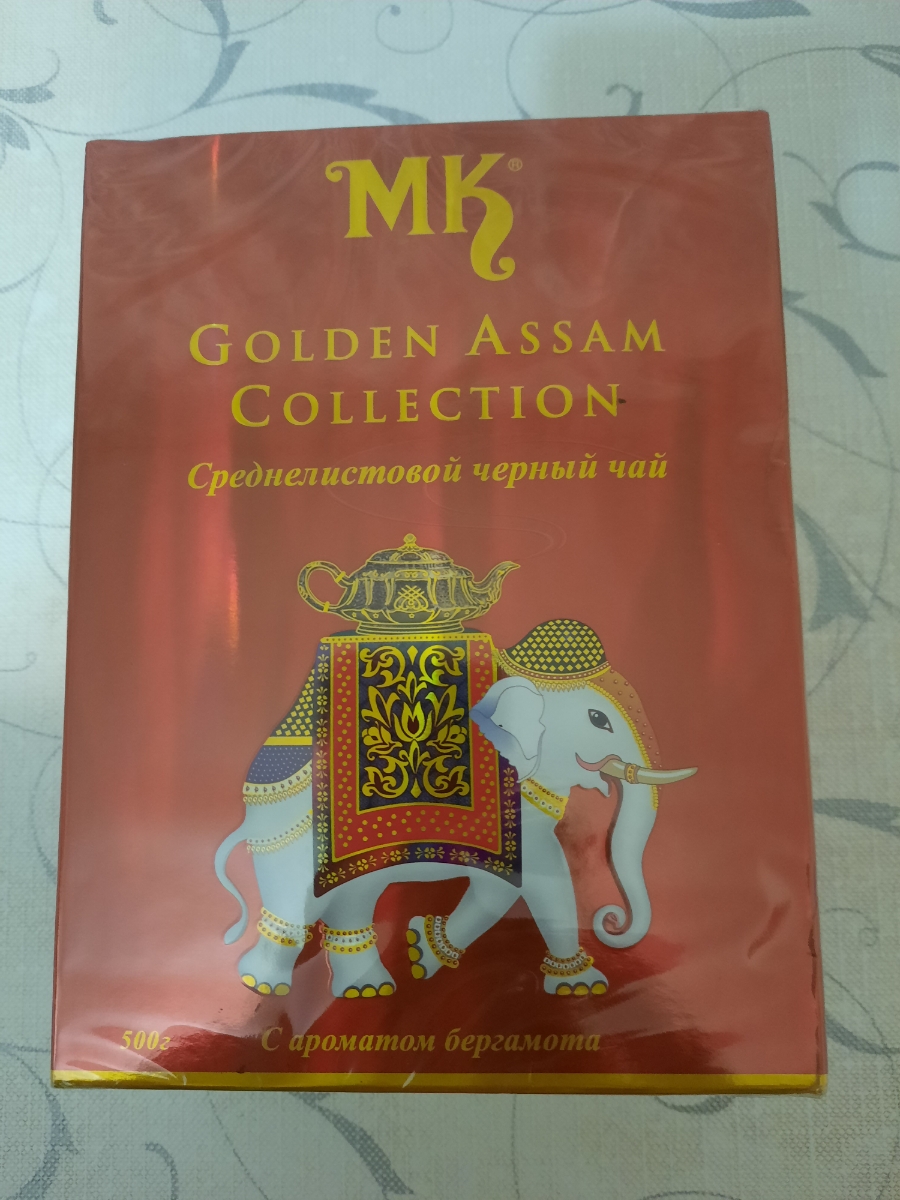 MK®
GOLDEN ASSAM
COLLECTION
Среднелистовой черный чай
500г
С ароматом бергамота